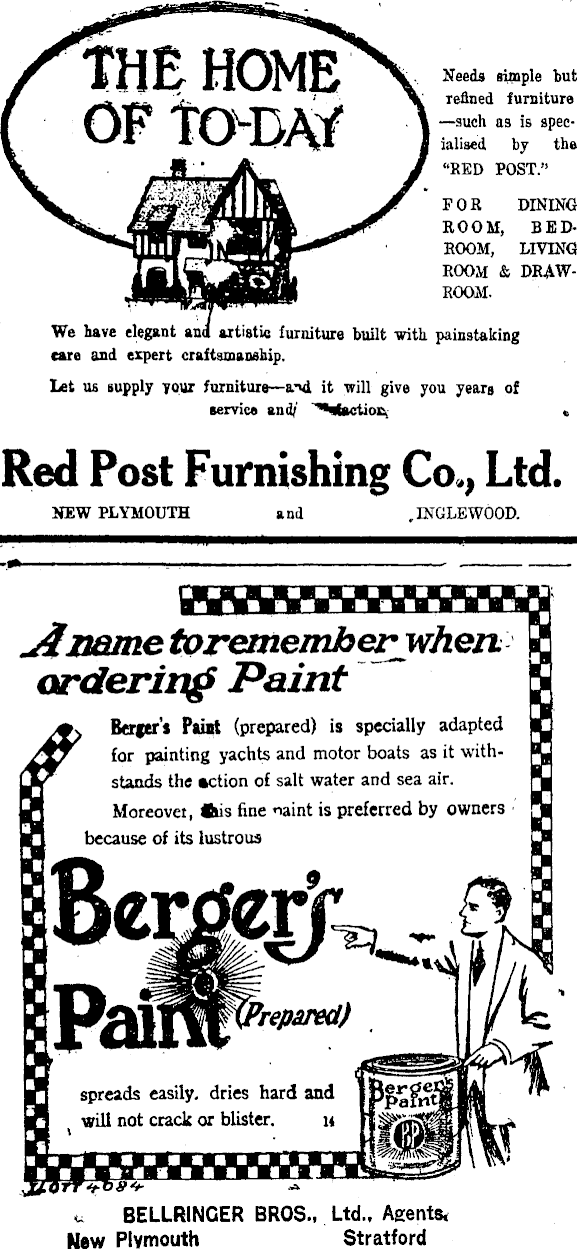 THE HOME
OF TO-DAY
Needs simple but
refined furniture
—such as is spec-
ialised by the
"RED POST."
FOR DINING
ROOM, BED-
ROOM, LIVING
ROOM & DRAW-
ROOM.
We have elegant and artistic furniture built with painstaking
care and expert craftsmanship.
Let us supply your furniture—and it will give you years of
service and
Red Post Furnishing Co., Ltd.
NEW PLYMOUTH and INGLEWOOD.
A name to remember when
ordering Paint
Berger's Paint (prepared) is specially adapted
for painting yachts and motor boats as it with-
stands the action of salt water and sea air.
Moreover, this fine paint is preferred by owners
because of its lustrous
Berger's
Paint (Prepared)
Berger's
Paint
BP
spreads easily, dries hard and
will not crack or blister. 14
BELLRINGER BROS., Ltd., Agents,
New Plymouth Stratford